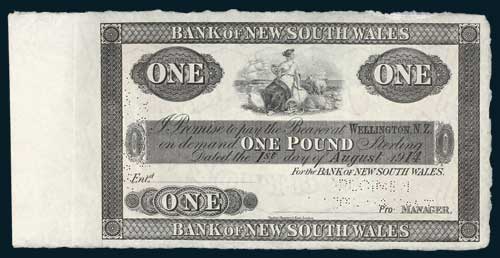 BANK OF NEW SOUTH WALES
ONE ONE
I Promise to pay the Bearer at WELLINGTON, N.Z.
on demand ONE POUND Sterling
Dated the 1st day of August 1914
For the BANK OF NEW SOUTH WALES.
Entd.
SPECIMEN
ONE
Pro MANAGER.
BANK OF NEW SOUTH WALES